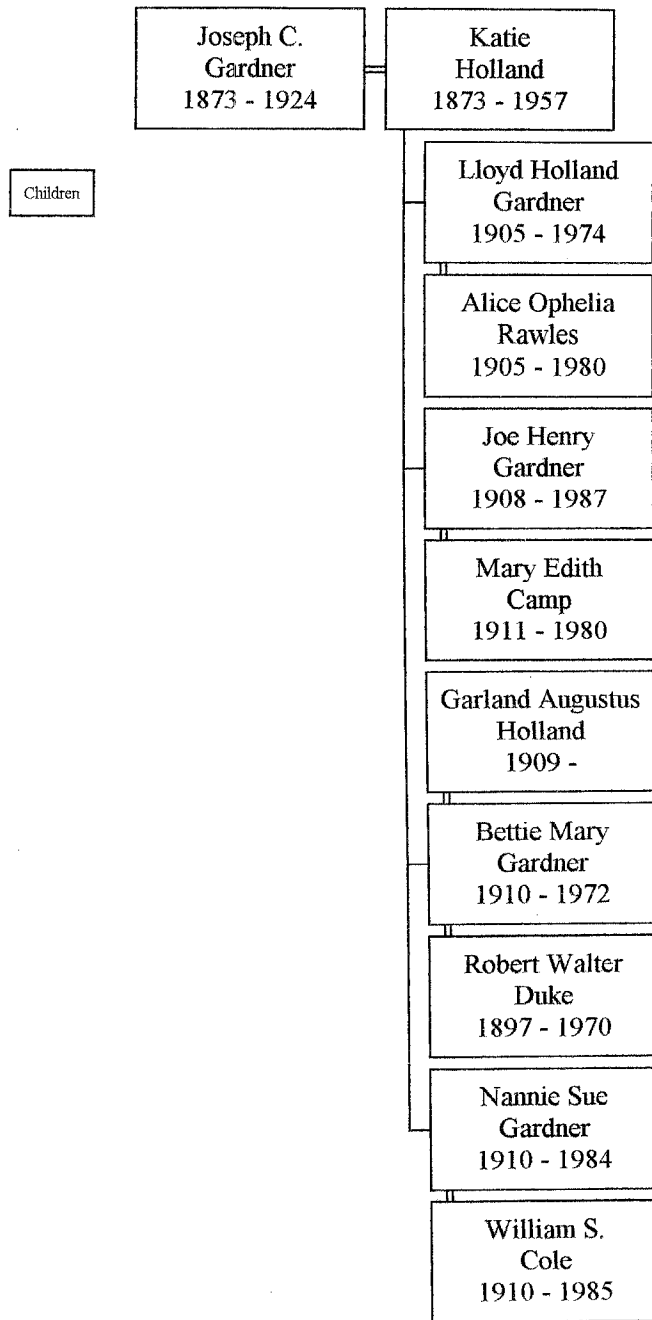 Joseph C.
Gardner
1873 - 1924
Katie
Holland
1873 - 1957
Children
Lloyd Holland
Gardner
1905 - 1974
Alice Ophelia
Rawles
1905 - 1980
Joe Henry
Gardner
1908 - 1987
Mary Edith
Camp
1911 - 1980
Garland Augustus
Holland
1909 -
Bettie Mary
Gardner
1910 - 1972
Robert Walter
Duke
1897 - 1970
Nannie Sue
Gardner
1910 - 1984
William S.
Cole
1910 - 1985